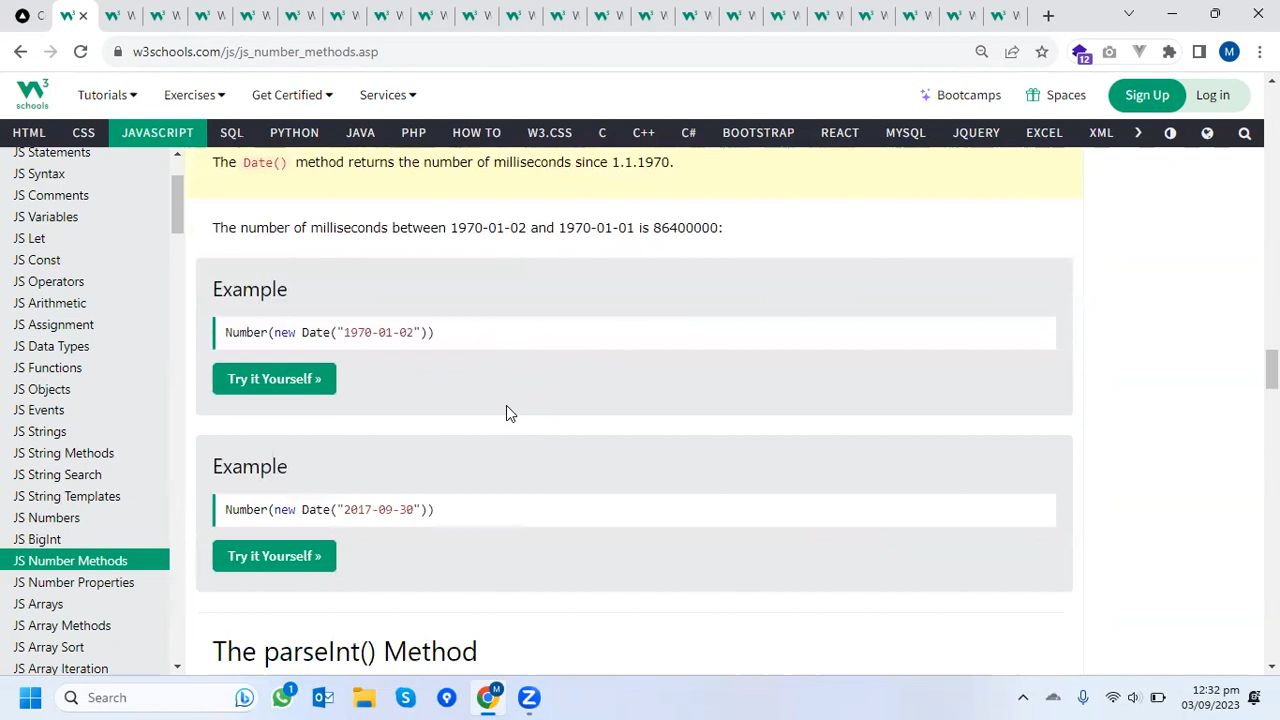 w3schools.com/js/js_number_methods.asp
12
M
W
3
schools
Tutorials
Exercises
Get Certified
Services
Bootcamps
Spaces
Sign Up
Log in
HTML
CSS
JAVASCRIPT
SQL
PYTHON
JAVA
PHP
HOW TO
W3.CSS
C
C++
C#
BOOTSTRAP
REACT
MYSQL
JQUERY
EXCEL
XML
JS Statements
JS Syntax
JS Comments
JS Variables
JS Let
JS Const
JS Operators
JS Arithmetic
JS Assignment
JS Data Types
JS Functions
JS Objects
JS Events
JS Strings
JS String Methods
JS String Search
JS String Templates
JS Numbers
JS BigInt
JS Number Methods
JS Number Properties
JS Arrays
JS Array Methods
JS Array Sort
JS Array Iteration
The Date() method returns the number of milliseconds since 1.1.1970.
The number of milliseconds between 1970-01-02 and 1970-01-01 is 86400000:
Example
Number(new Date("1970-01-02"))
Try it Yourself »
Example
Number(new Date("2017-09-30"))
Try it Yourself »
The parseInt() Method
Search
1
M
12:32 pm
03/09/2023